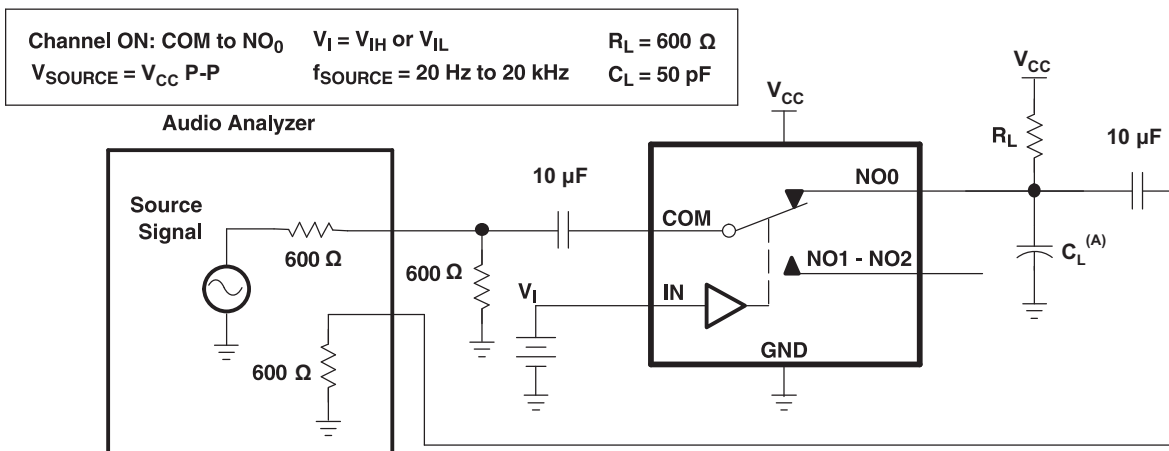 Channel ON: COM to NO0 VI = VIH or VIL RL = 600 Ω
VSOURCE = VCC P-P fSOURCE = 20 Hz to 20 kHz CL = 50 pF
Audio Analyzer
Source
Signal
600 Ω
600 Ω
600 Ω
10 µF
VI
VCC
COM
IN
NO0
NO1 - NO2
GND
VCC
RL
10 µF
CL(A)